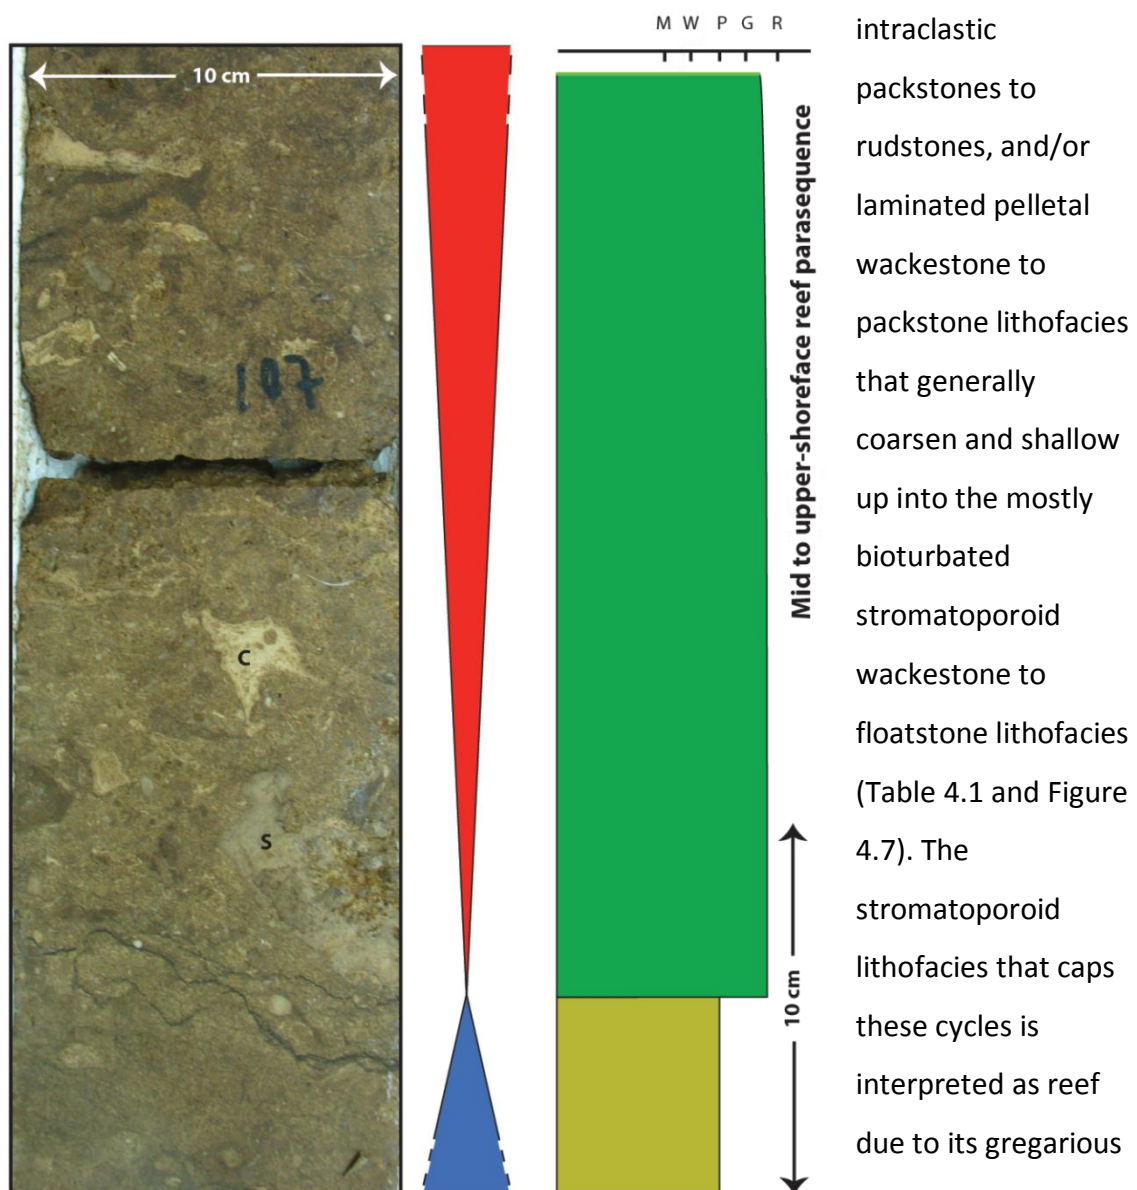 10 cm
107
C
S
M W P G R
Mid to upper-shoreface reef parasequence
10 cm
intraclastic
packstones to
rudstones, and/or
laminated pelletal
wackestone to
packstone lithofacies
that generally
coarsen and shallow
up into the mostly
bioturbated
stromatoporoid
wackestone to
floatstone lithofacies
(Table 4.1 and Figure
4.7). The
stromatoporoid
lithofacies that caps
these cycles is
interpreted as reef
due to its gregarious